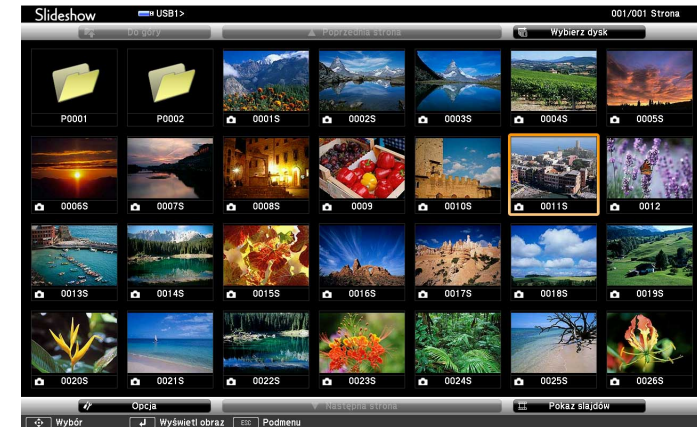 Slideshow USB1> 001/001 Strona
Do góry Poprzednia strona Wybierz dysk
P0001 P0002 0001S 0002S 0003S 0004S 0005S
0006S 0007S 0008S 0009 0010S 0011S 0012
0013S 0014S 0015S 0016S 0017S 0018S 0019S
0020S 0021S 0022S 0023S 0024S 0025S 0026S
Opcja Następna strona Pokaz slajdów
Wybór Wyświetl obraz ESC Podmenu